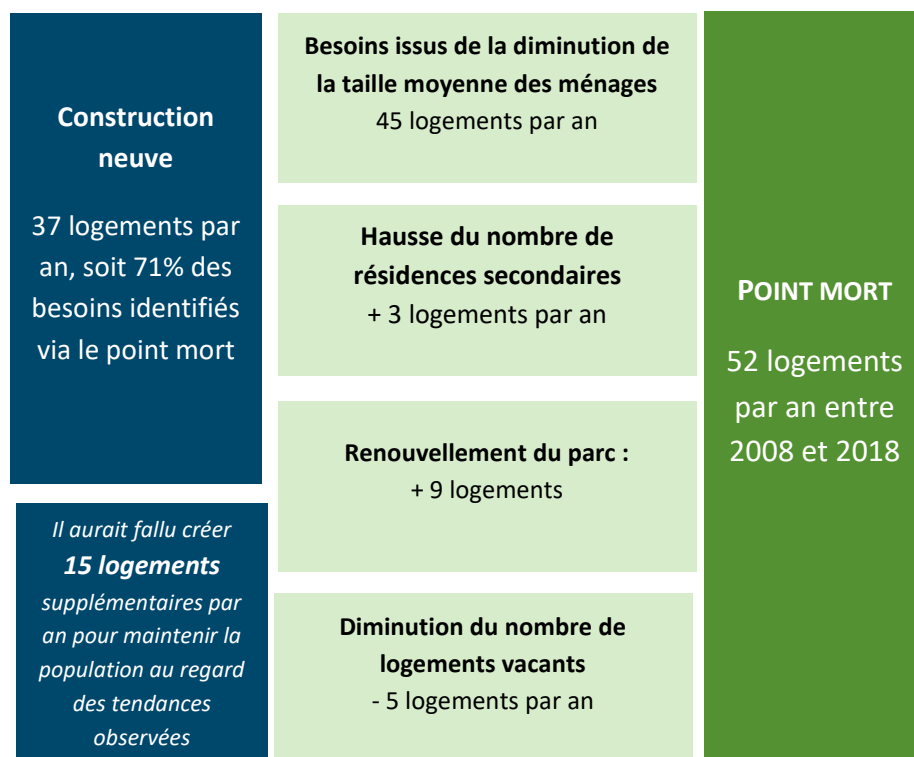 Construction
neuve
37 logements par
an, soit 71% des
besoins identifiés
via le point mort
Il aurait fallu créer
15 logements
supplémentaires par
an pour maintenir la
population au regard
des tendances
observées
Besoins issus de la diminution de
la taille moyenne des ménages
45 logements par an
Hausse du nombre de
résidences secondaires
+ 3 logements par an
Renouvellement du parc :
+ 9 logements
Diminution du nombre de
logements vacants
- 5 logements par an
POINT MORT
52 logements
par an entre
2008 et 2018